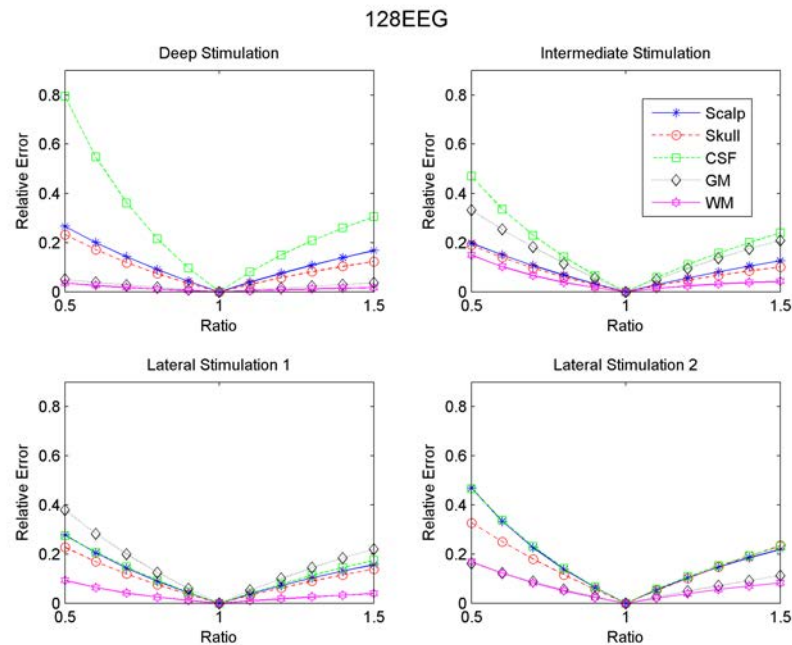 128EEG
Deep Stimulation
Relative Error
0.8
0.6
0.4
0.2
0
0.5
1
1.5
Ratio
Intermediate Stimulation
Relative Error
0.8
0.6
0.4
0.2
0
0.5
1
1.5
Ratio
Scalp
Skull
CSF
GM
WM
Lateral Stimulation 1
Relative Error
0.8
0.6
0.4
0.2
0
0.5
1
1.5
Ratio
Lateral Stimulation 2
Relative Error
0.8
0.6
0.4
0.2
0
0.5
1
1.5
Ratio